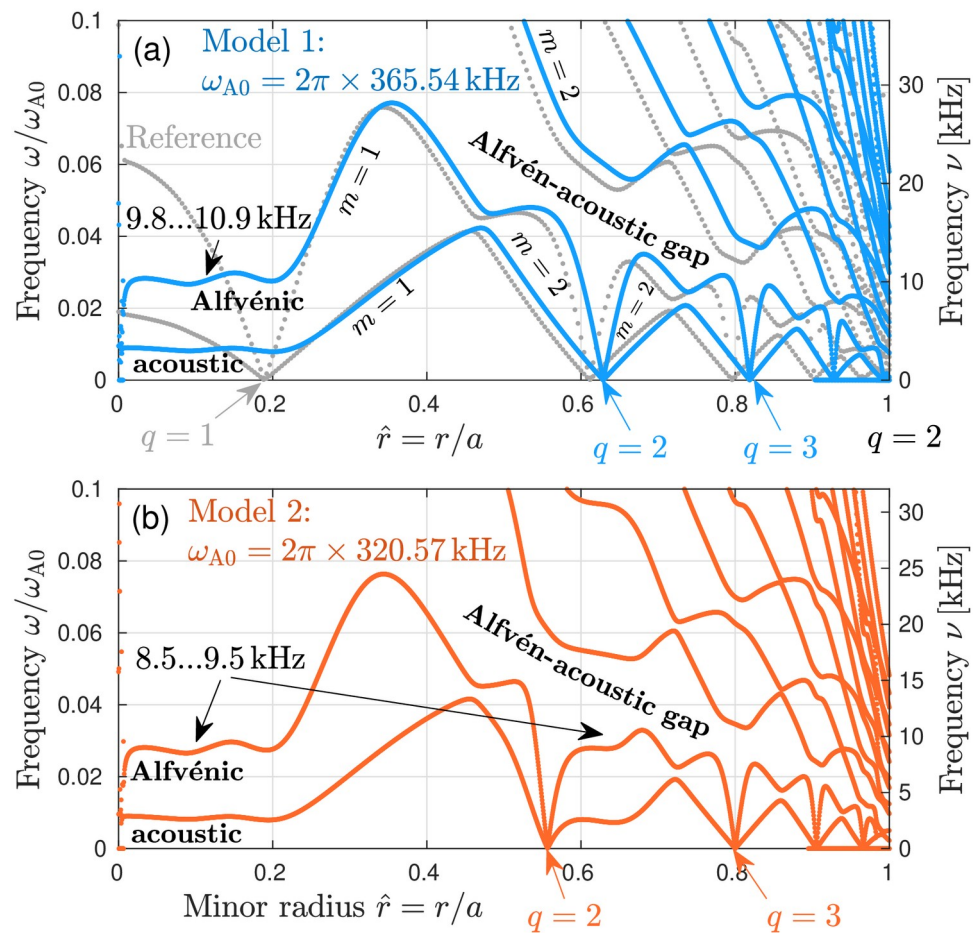 (a)
Model 1:
ω_A0 = 2π × 365.54 kHz
Reference
9.8...10.9 kHz
Alfvénic
acoustic
m = 1
m = 1
m = 2
m = 2
m = 2
Alfvén-acoustic gap
Frequency ω/ω_A0
0.1
0.08
0.06
0.04
0.02
0
Frequency ν [kHz]
30
20
10
0
0 0.2 0.4 0.6 0.8 1
q = 1
r̂ = r/a
q = 2
q = 3
q = 2
(b)
Model 2:
ω_A0 = 2π × 320.57 kHz
8.5...9.5 kHz
Alfvénic
acoustic
Alfvén-acoustic gap
Frequency ω/ω_A0
0.1
0.08
0.06
0.04
0.02
0
Frequency ν [kHz]
30
25
20
15
10
5
0
0 0.2 0.4 0.6 0.8 1
Minor radius r̂ = r/a
q = 2
q = 3